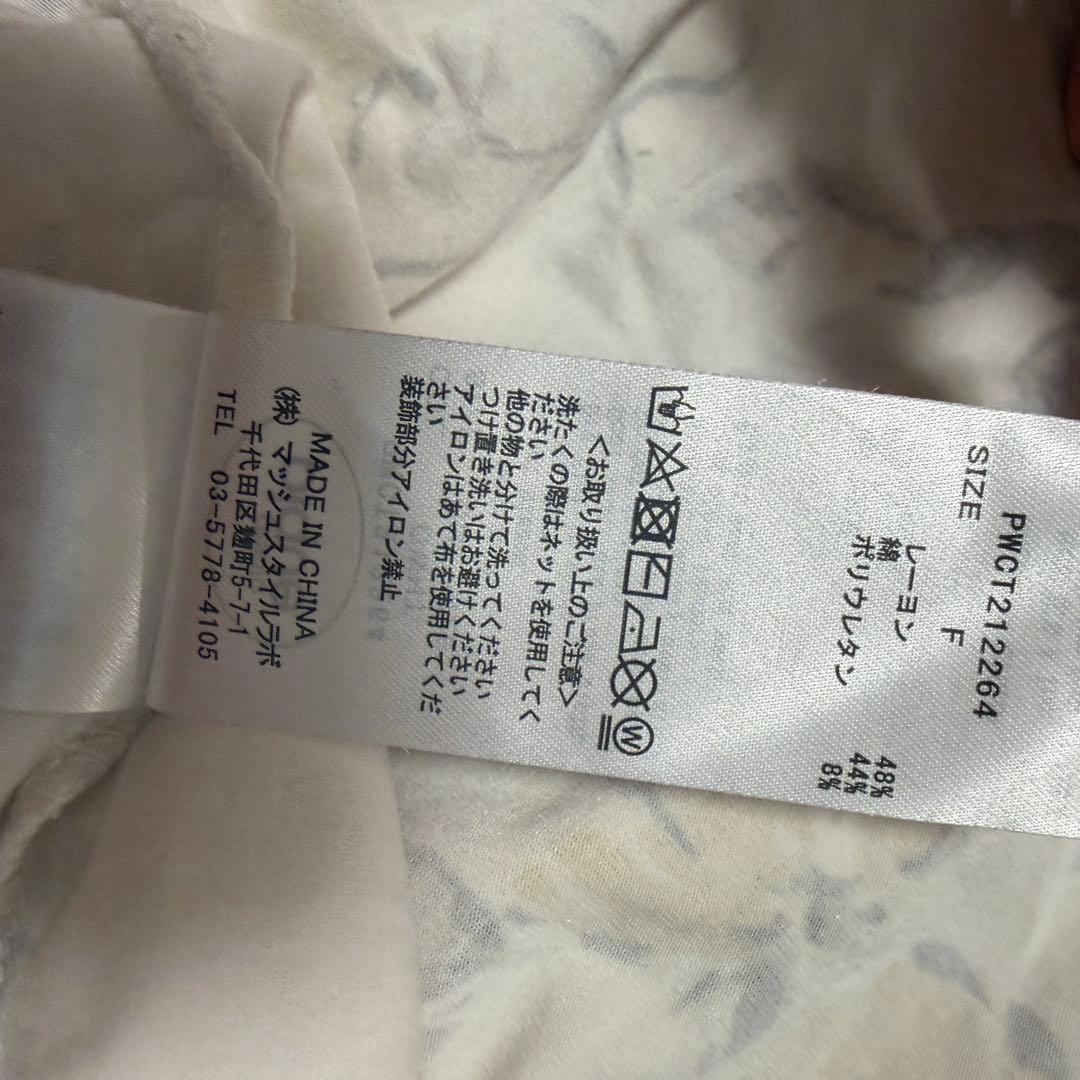 PWCT212264
SIZE F
レーヨン 48%
綿 44%
ポリウレタン 8%
W
<お取り扱い上のご注意>
洗たくの際はネットを使用してく
ださい
他の物と分けて洗ってください
つけ置き洗いはお避けください
アイロンはあて布を使用してくだ
さい
装飾部分アイロン禁止
MADE IN CHINA
(株) マッシュスタイルラボ
千代田区麹町5-7-1
TEL 03-5778-4105